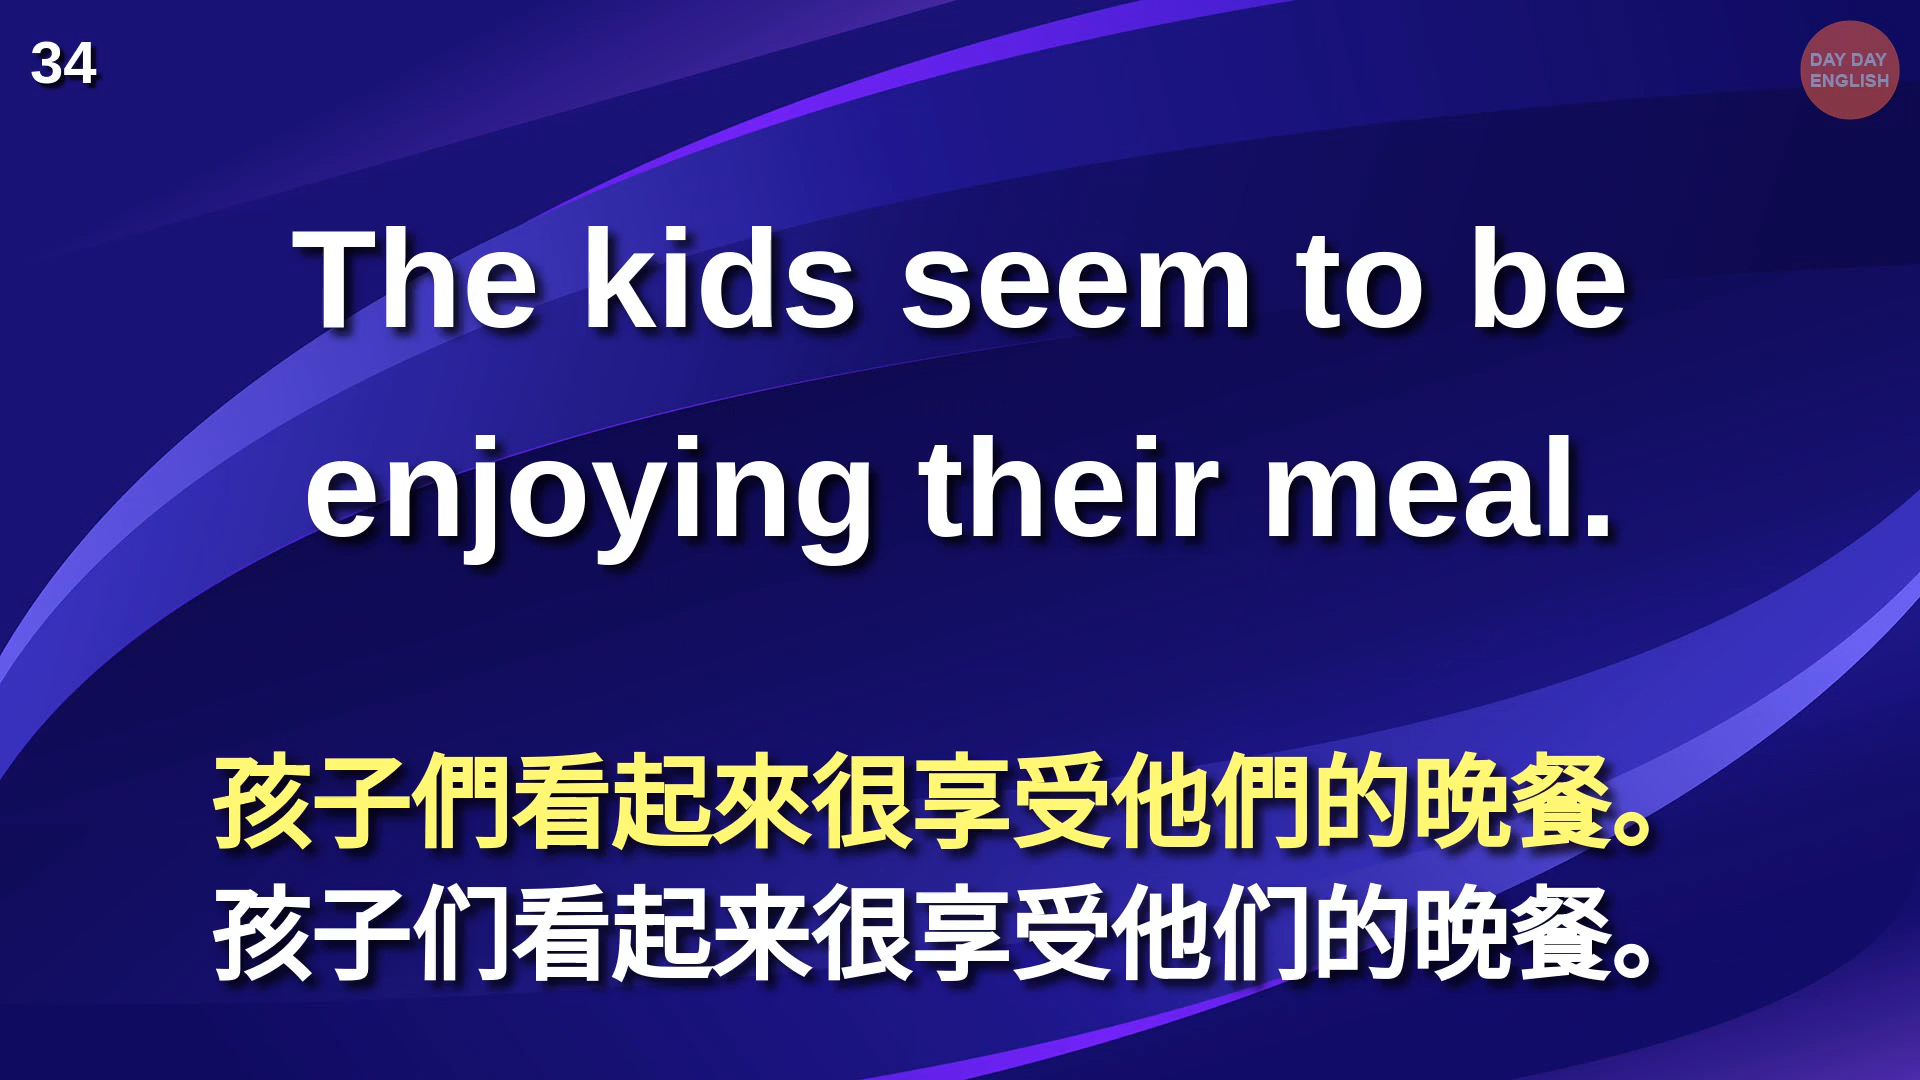 34
DAY DAY
ENGLISH
The kids seem to be
enjoying their meal.
孩子們看起來很享受他們的晚餐。
孩子们看起来很享受他们的晚餐。